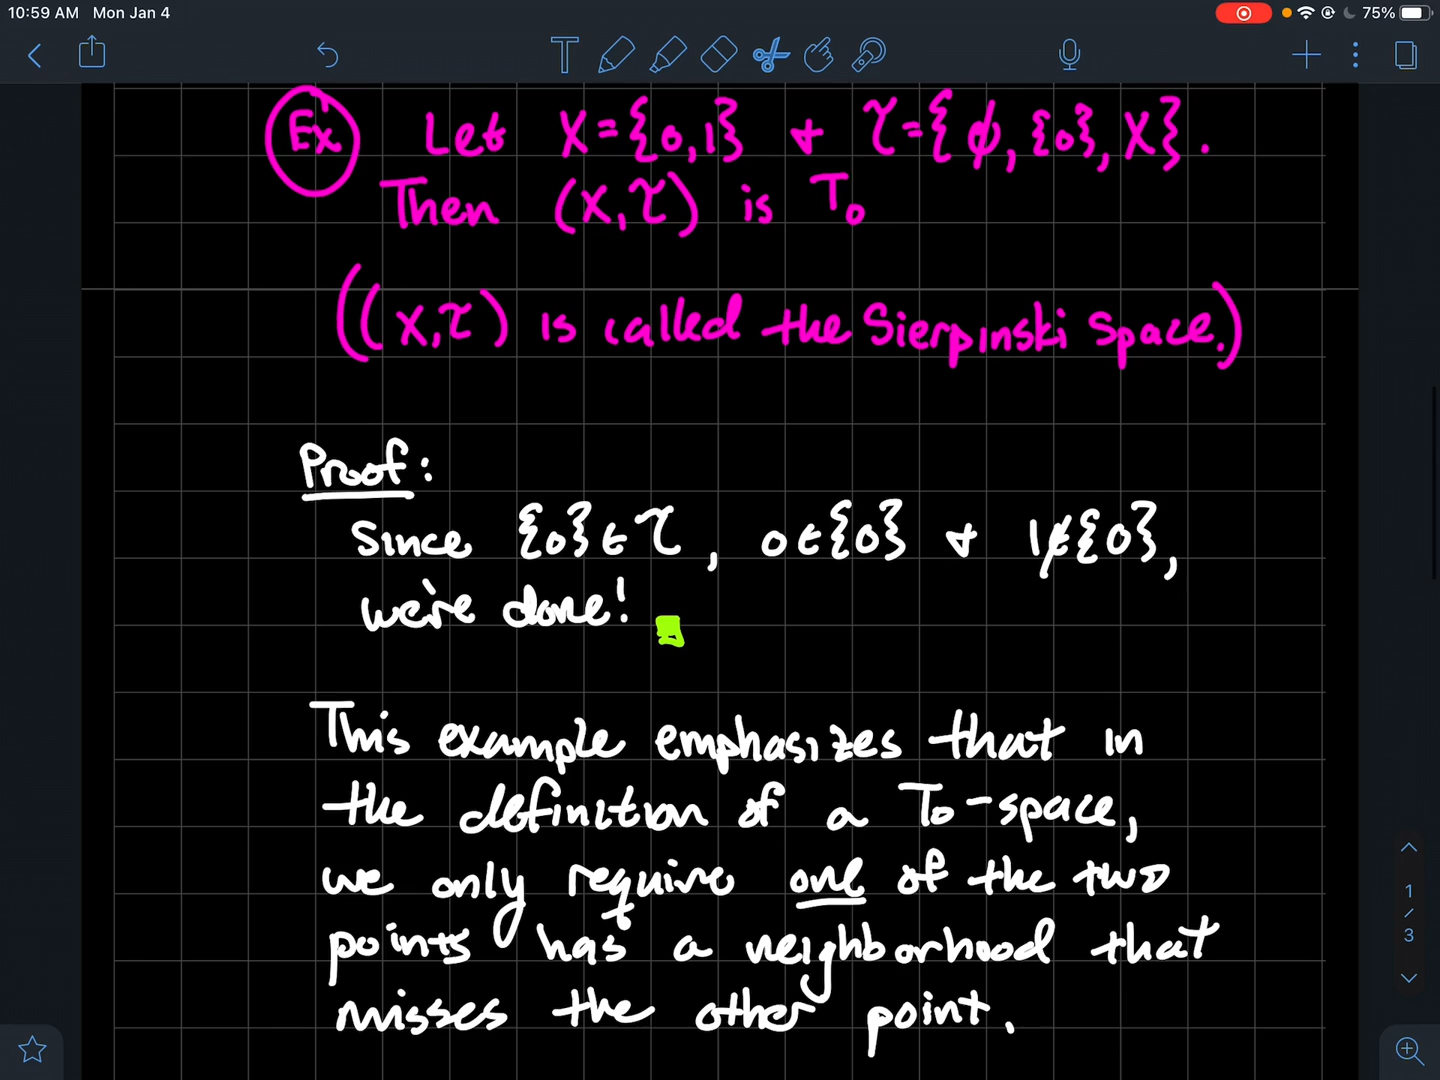 10:59 AM Mon Jan 4
75%
Ex
Let X={0,1} & τ={φ,{0},X}.
Then (X,τ) is T₀
((X,τ) is called the Sierpinski Space.)
Proof:
Since {0}∈τ, 0∈{0} & 1∉{0},
we're done!
This example emphasizes that in
the definition of a T₀-space,
we only require one of the two
points has a neighborhood that
misses the other point.
1
/
3